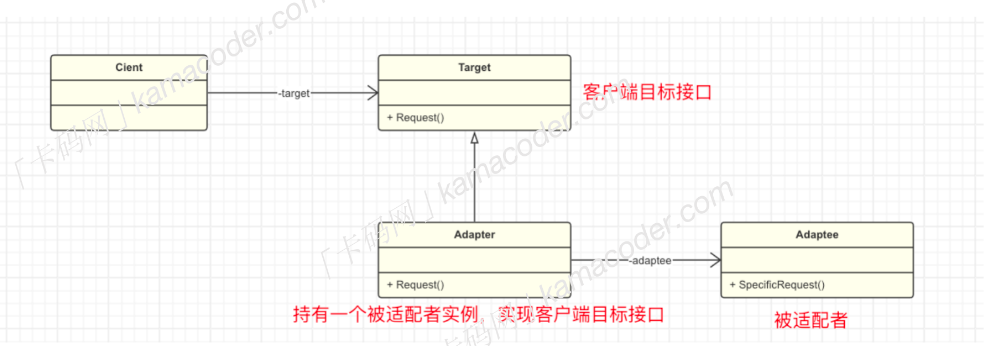 Cient
Target
-target
客户端目标接口
+ Request()
Adapter
Adaptee
-adaptee
+ Request()
+ SpecificRequest()
持有一个被适配者实例，实现客户端目标接口
被适配者
「卡码网」kamacoder.com
「卡码网」kamacoder.com
「卡码网」kamacoder.com